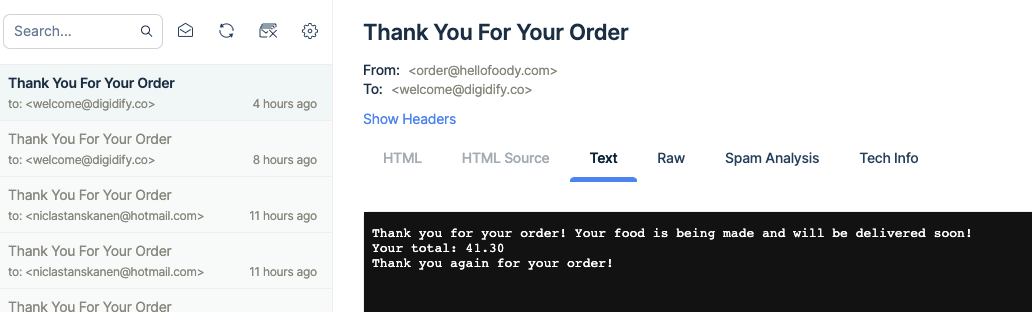 Search...
Thank You For Your Order
to: <welcome@digidify.co> 4 hours ago
Thank You For Your Order
to: <welcome@digidify.co> 8 hours ago
Thank You For Your Order
to: <niclastanskanen@hotmail.com> 11 hours ago
Thank You For Your Order
to: <niclastanskanen@hotmail.com> 11 hours ago
Thank You For Your Order
Thank You For Your Order
From: <order@hellofoody.com>
To: <welcome@digidify.co>
Show Headers
HTML HTML Source Text Raw Spam Analysis Tech Info
Thank you for your order! Your food is being made and will be delivered soon!
Your total: 41.30
Thank you again for your order!